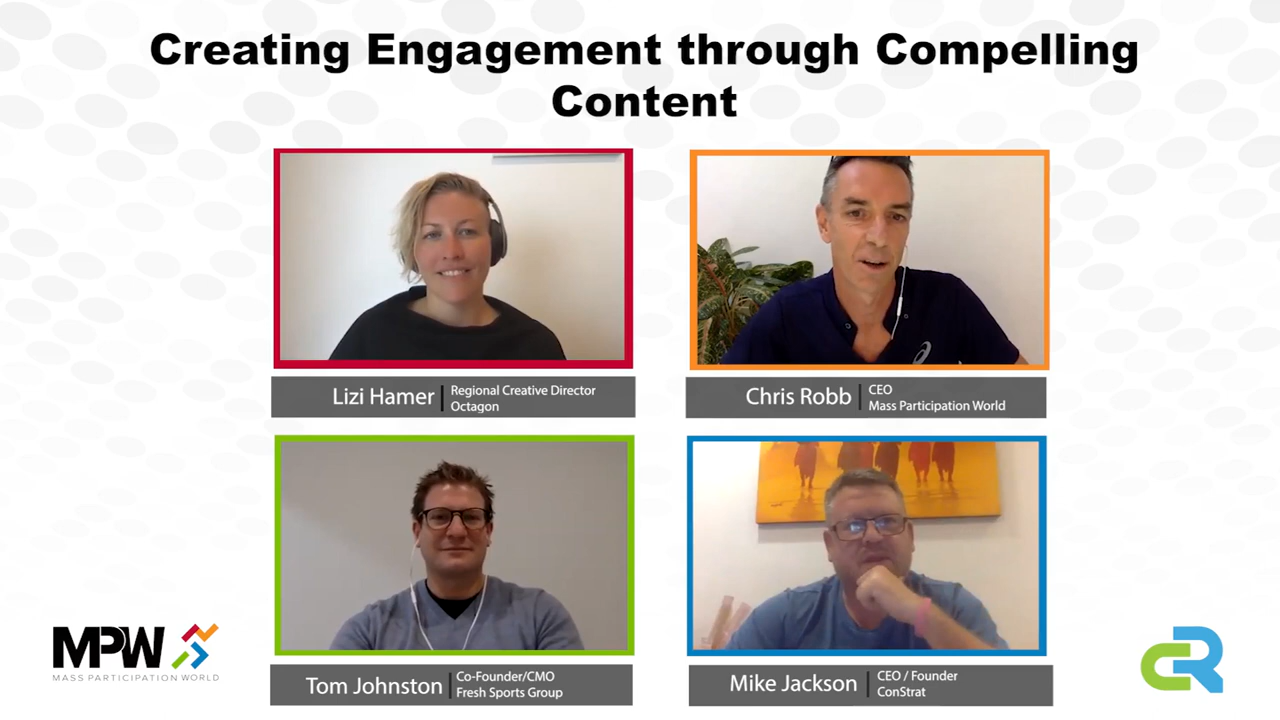 Creating Engagement through Compelling
Content
Lizi Hamer
Regional Creative Director
Octagon
Chris Robb
CEO
Mass Participation World
Tom Johnston
Co-Founder/CMO
Fresh Sports Group
Mike Jackson
CEO / Founder
ConStrat
MPW
MASS PARTICIPATION WORLD
CR